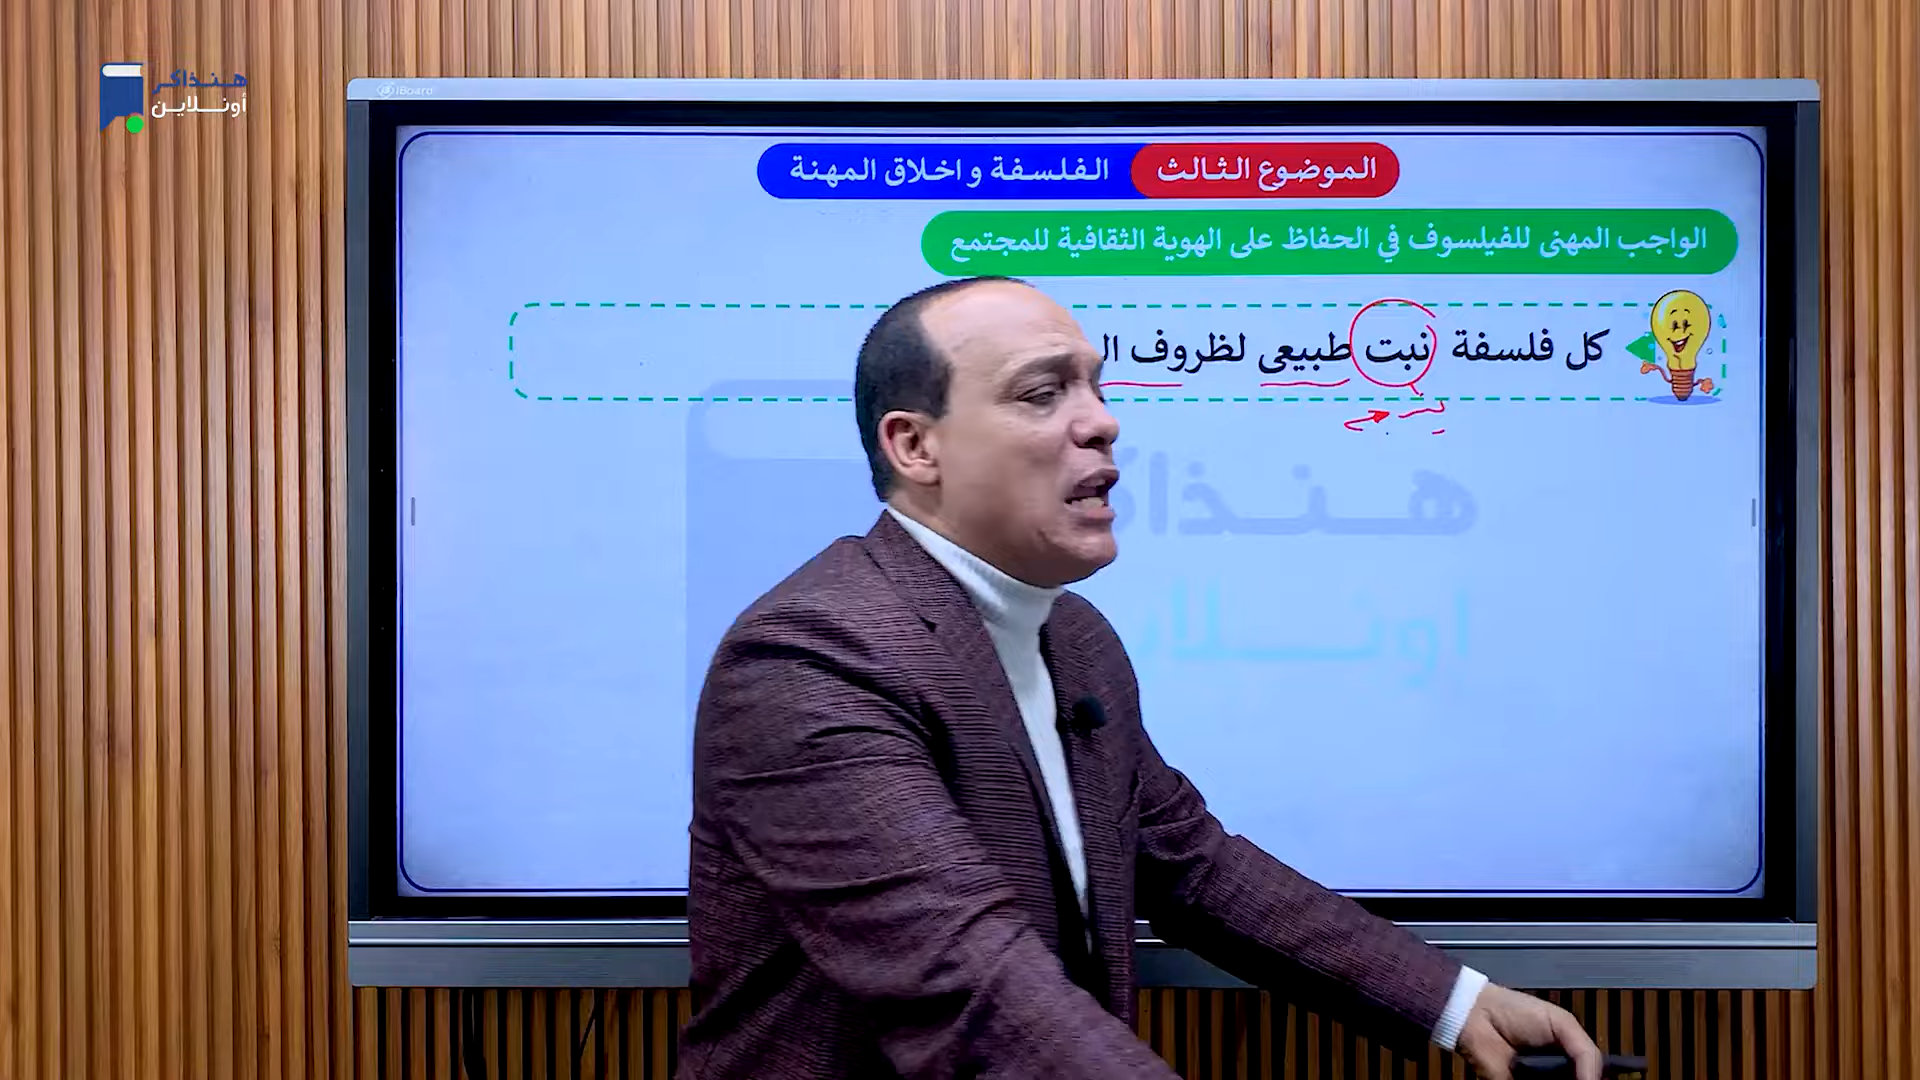 هنذاكر
أونلاين
iBoard
الموضوع الثالث الفلسفة و اخلاق المهنة
الواجب المهنى للفيلسوف في الحفاظ على الهوية الثقافية للمجتمع
كل فلسفة نبت طبيعى لظروف